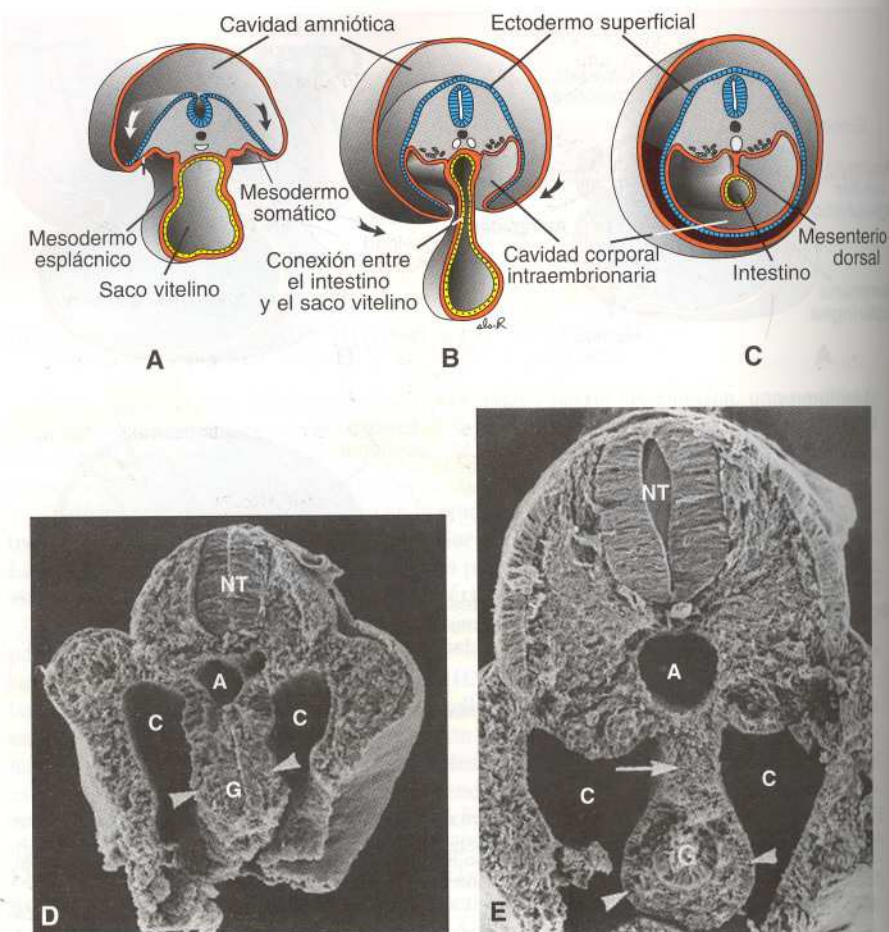 Cavidad amniótica
Ectodermo superficial
Mesodermo
somático
Mesodermo
esplácnico
Saco vitelino
Conexión entre
el intestino
y el saco vitelino
Cavidad corporal
intraembrionaria
Mesenterio
dorsal
Intestino
als-R
A
B
C
NT
A
C
C
G
D
NT
A
C
C
G
E